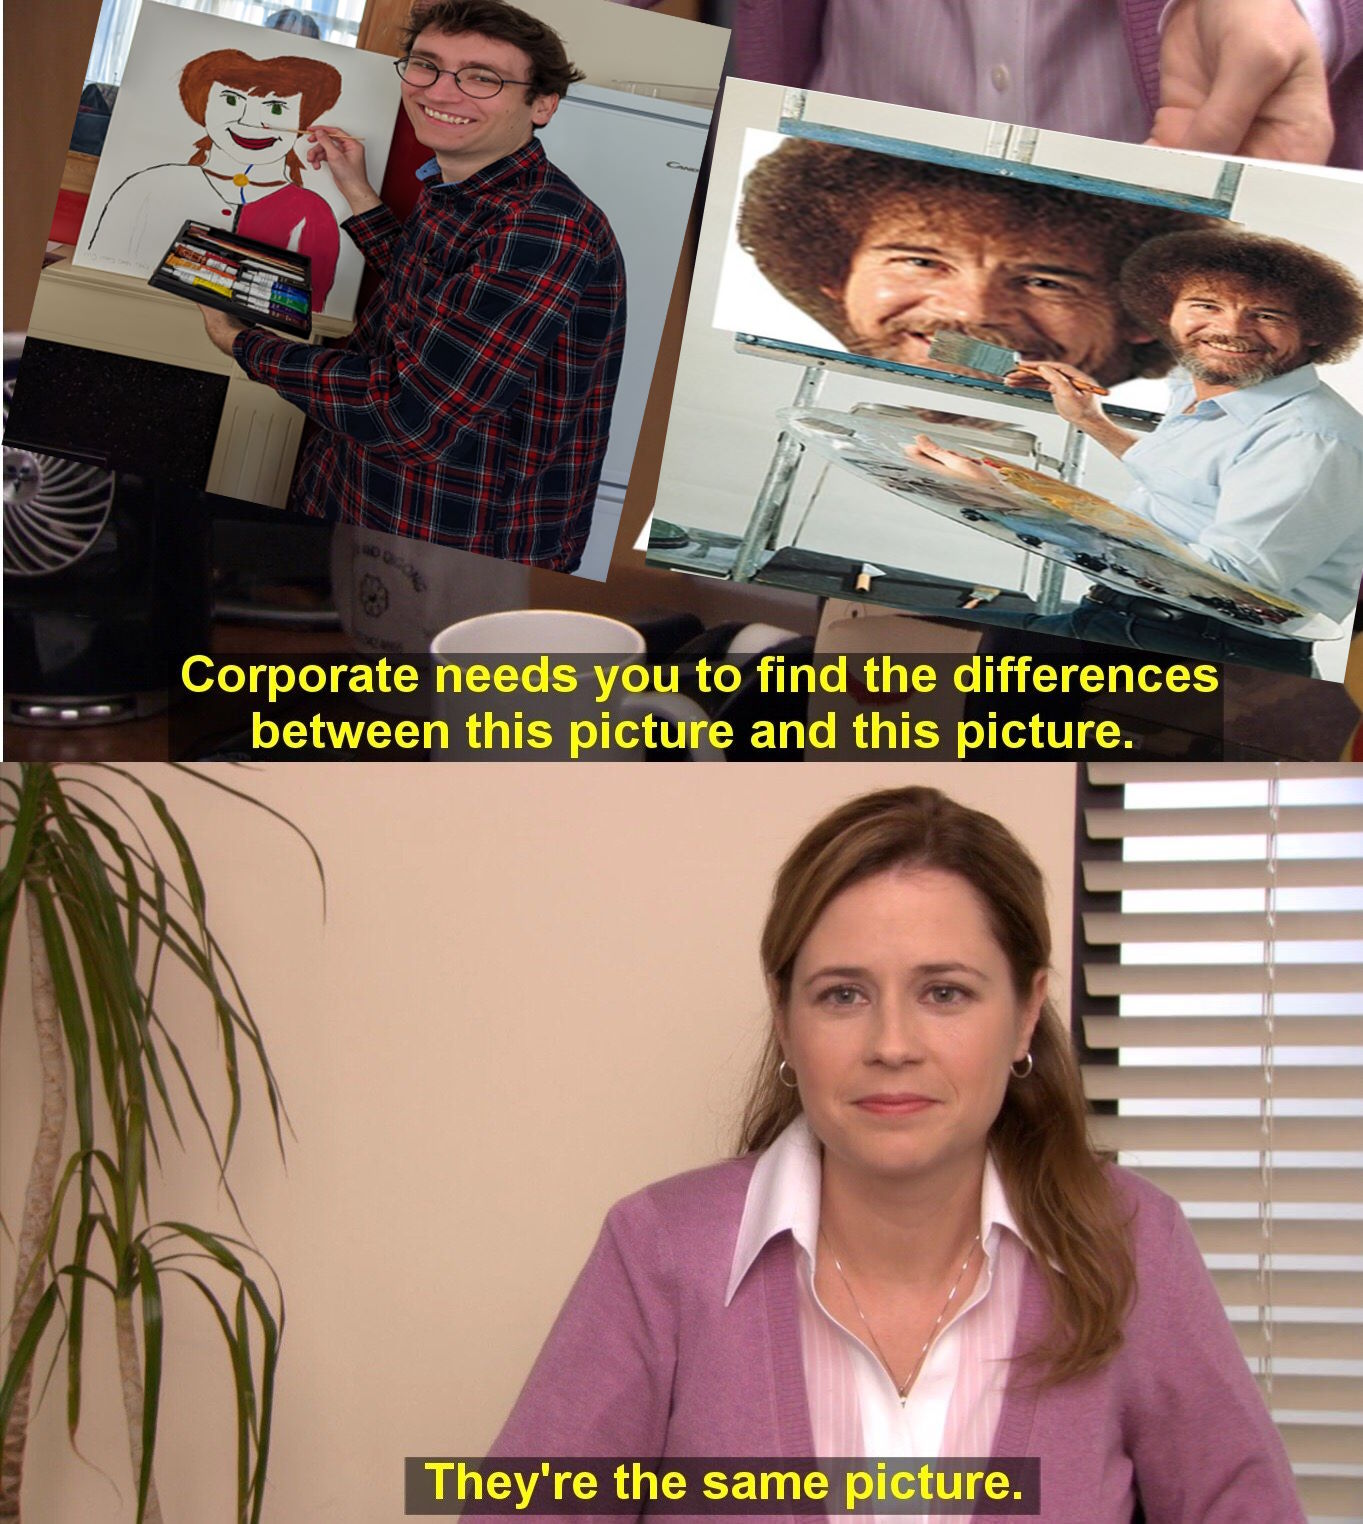 Corporate needs you to find the differences
between this picture and this picture.
They're the same picture.